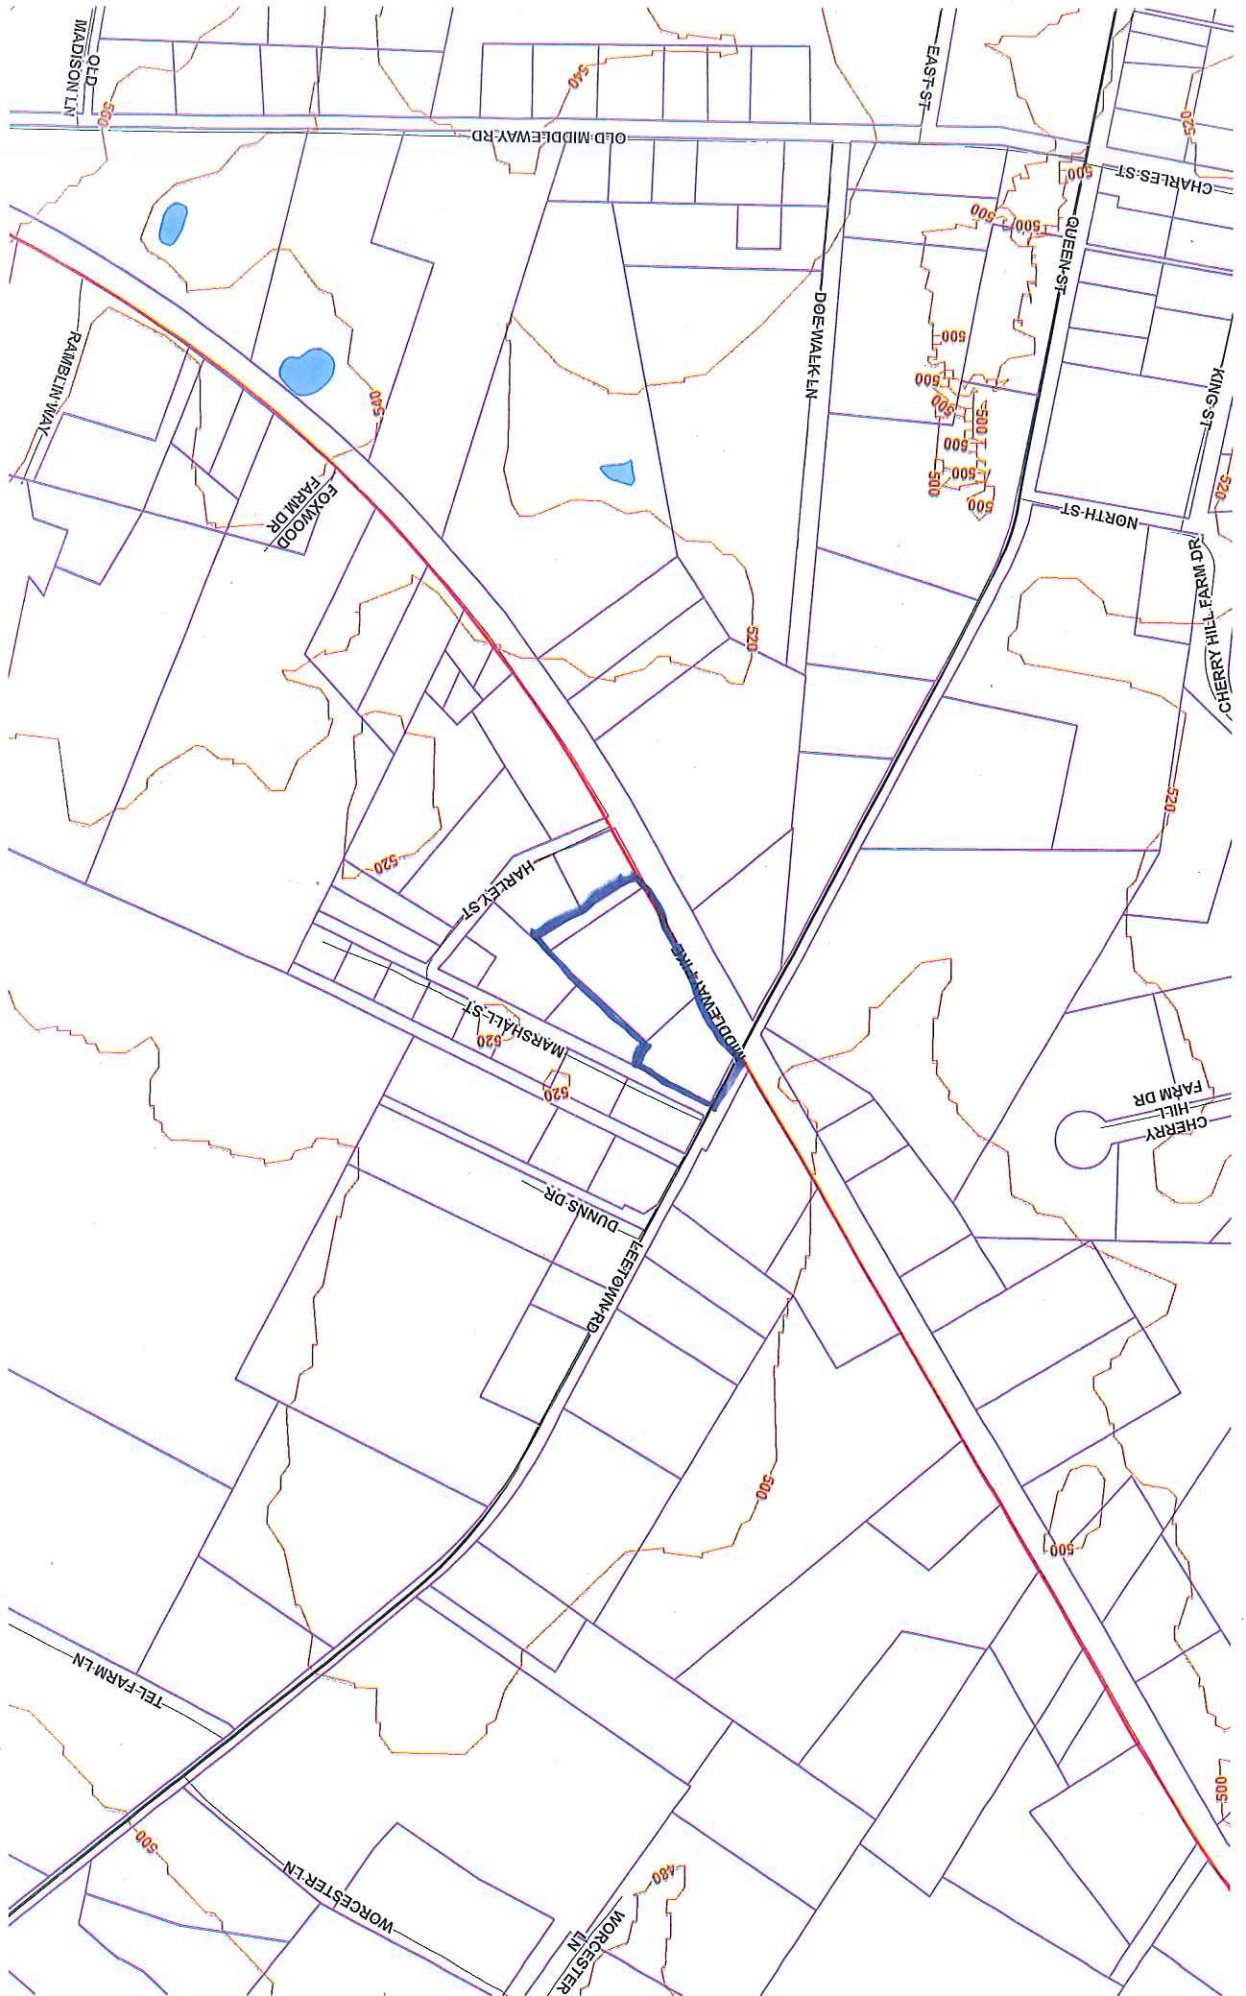 OLD
MADISON LN
560
540
OLD MIDDLEWAY RD
EAST ST
520
CHARLES ST
500
500
500
QUEEN ST
DOE WALK LN
500
500
500
500
500
500
500
500
KING ST
520
NORTH ST
CHERRY HILL FARM DR
RAMBLIN WAY
540
FOXWOOD
FARM DR
520
520
520
HARLEY ST
MIDDLEWAY PIKE
MARSHALL ST
520
520
CHERRY
HILL
FARM DR
DUNNS DR
LEETOWN RD
500
500
TEL FARM LN
500
500
WORCESTER LN
480
WORCESTER
LN